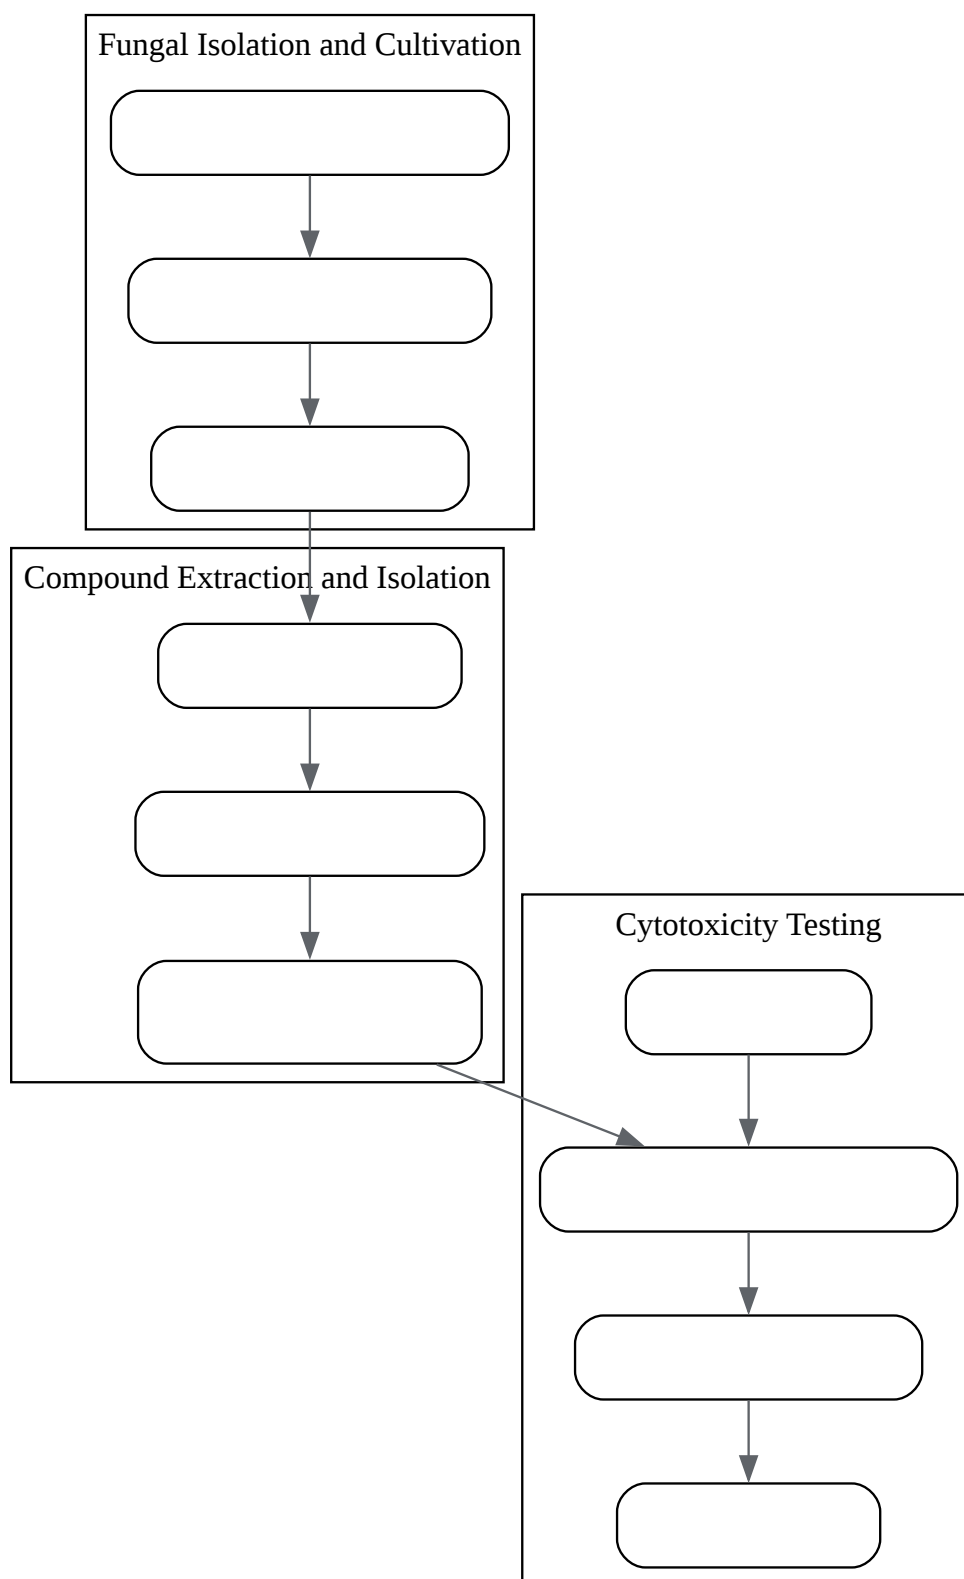 Fungal Isolation and Cultivation
Compound Extraction and Isolation
Cytotoxicity Testing